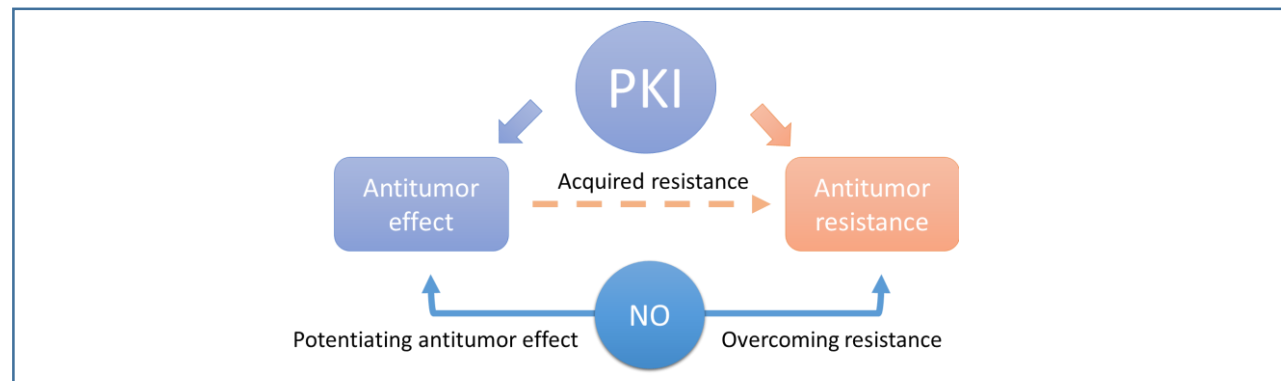 PKI
Antitumor
effect
Acquired resistance
Antitumor
resistance
NO
Potentiating antitumor effect
Overcoming resistance